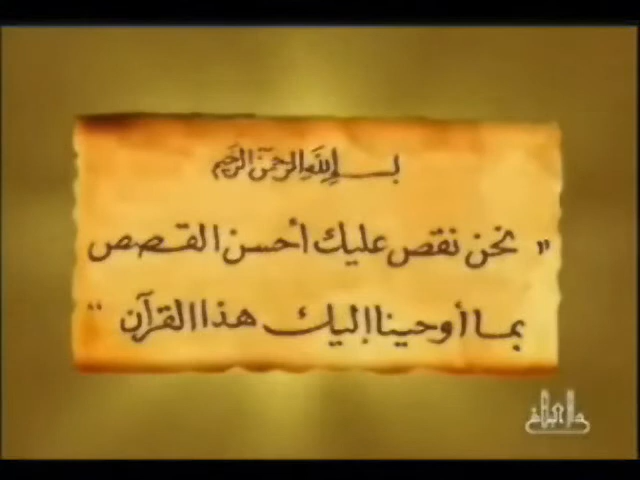 بسم الله الرحمن الرحيم
" نحن نقص عليك أحسن القصص
بما أوحينا إليك هذا القرآن "